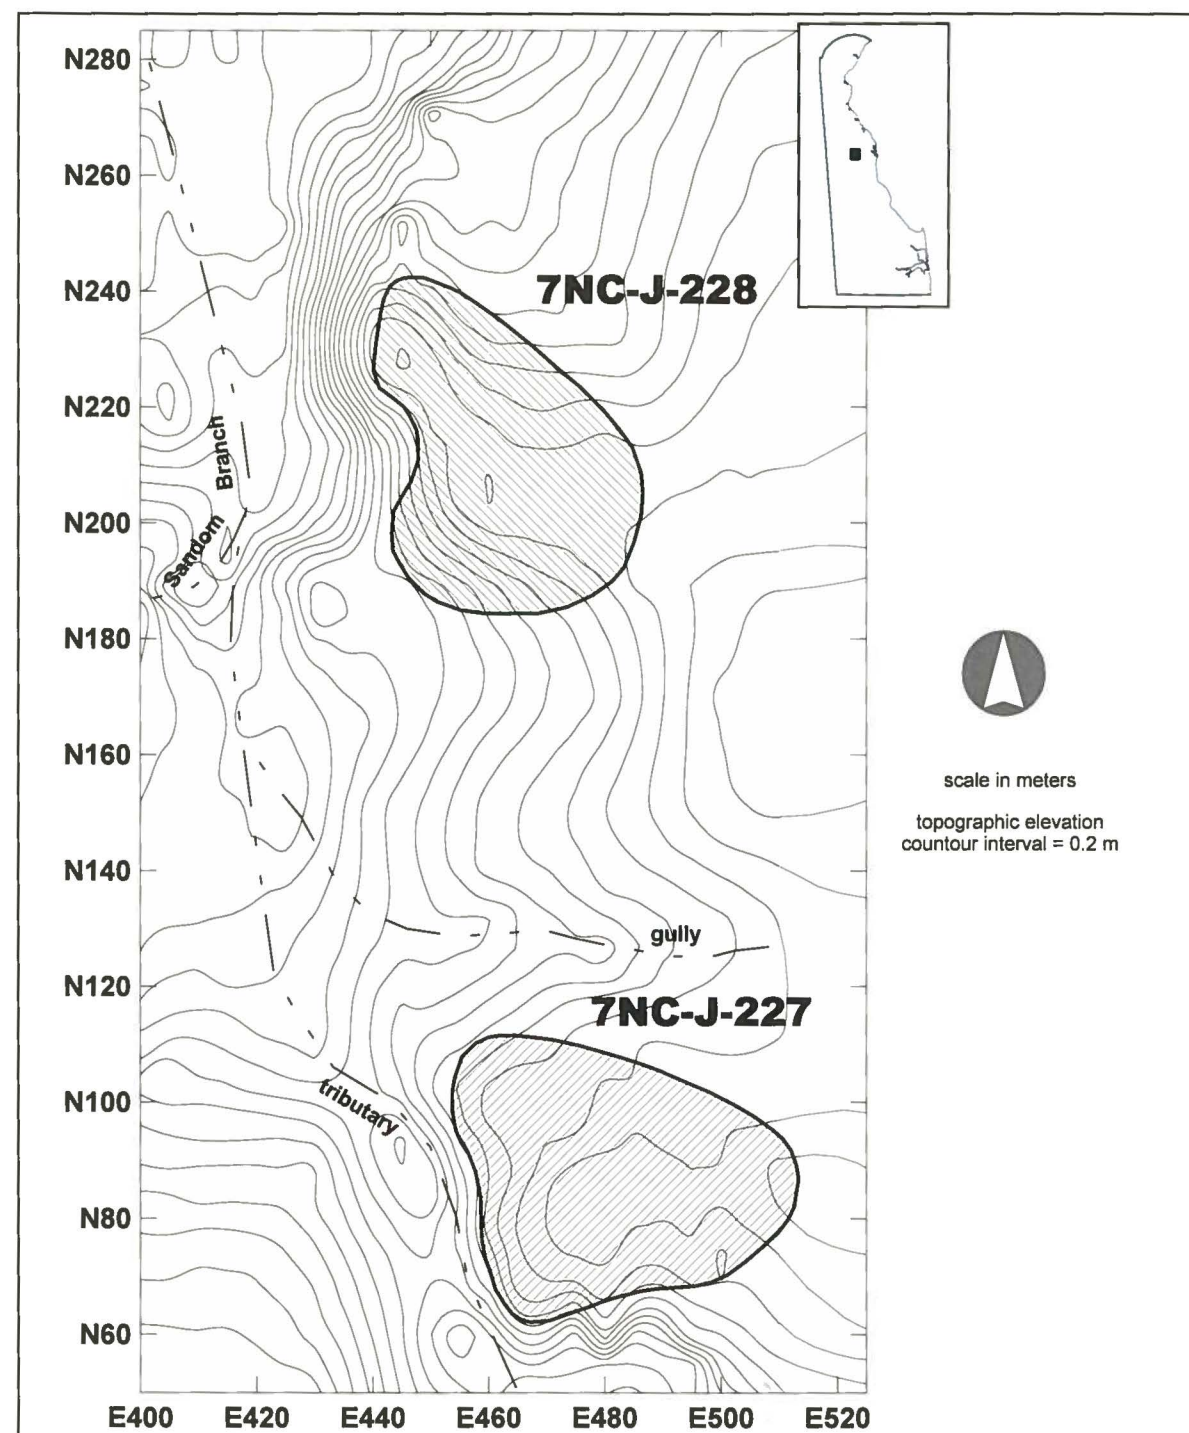 N280
N260
7NC-J-228
N240
N220
Branch
N200
Sandom
N180
N160
scale in meters
topographic elevation
countour interval = 0.2 m
N140
gully
N120
7NC-J-227
N100
tributary
N80
N60
E400 E420 E440 E460 E480 E500 E520